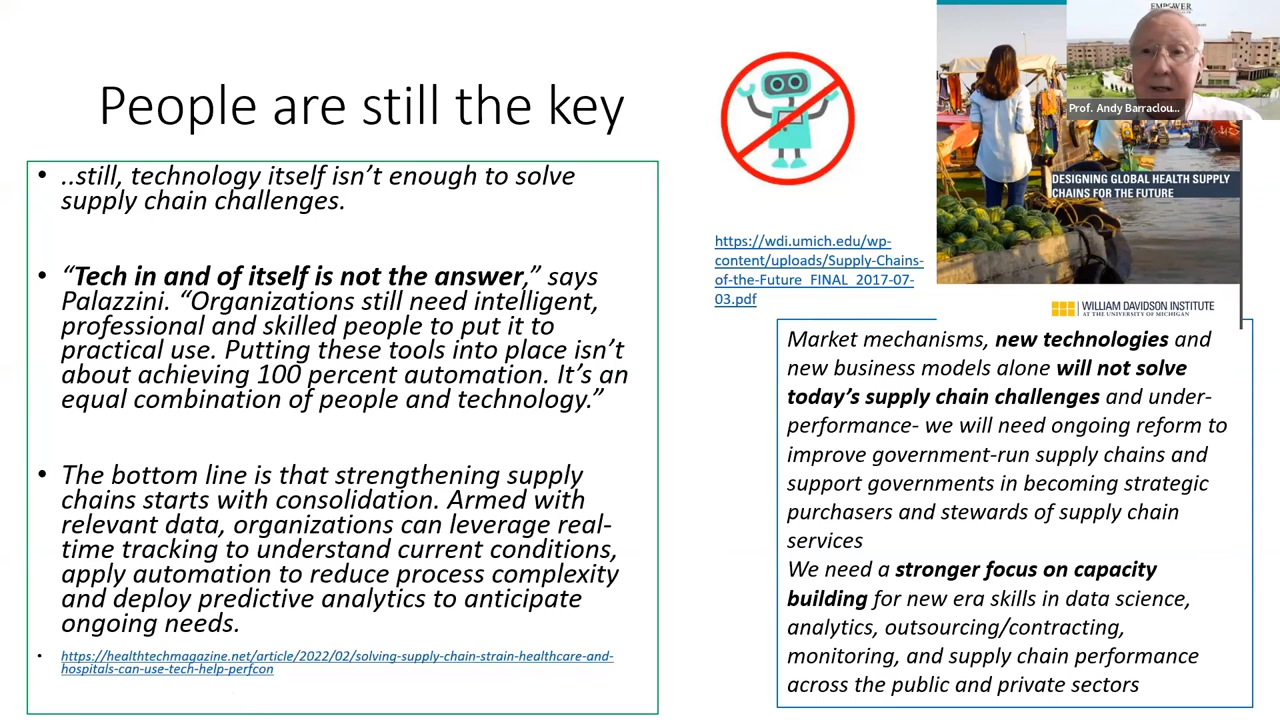 People are still the key
• ..still, technology itself isn’t enough to solve
supply chain challenges.
• “Tech in and of itself is not the answer,” says
Palazzini. “Organizations still need intelligent,
professional and skilled people to put it to
practical use. Putting these tools into place isn’t
about achieving 100 percent automation. It’s an
equal combination of people and technology.”
• The bottom line is that strengthening supply
chains starts with consolidation. Armed with
relevant data, organizations can leverage real-
time tracking to understand current conditions,
apply automation to reduce process complexity
and deploy predictive analytics to anticipate
ongoing needs.
• https://healthtechmagazine.net/article/2022/02/solving-supply-chain-strain-healthcare-and-
hospitals-can-use-tech-help-perfcon
https://wdi.umich.edu/wp-
content/uploads/Supply-Chains-
of-the-Future_FINAL_2017-07-
03.pdf
EMPOWER
Prof. Andy Barraclou...
DESIGNING GLOBAL HEALTH SUPPLY
CHAINS FOR THE FUTURE
WILLIAM DAVIDSON INSTITUTE
AT THE UNIVERSITY OF MICHIGAN
Market mechanisms, new technologies and
new business models alone will not solve
today’s supply chain challenges and under-
performance- we will need ongoing reform to
improve government-run supply chains and
support governments in becoming strategic
purchasers and stewards of supply chain
services
We need a stronger focus on capacity
building for new era skills in data science,
analytics, outsourcing/contracting,
monitoring, and supply chain performance
across the public and private sectors